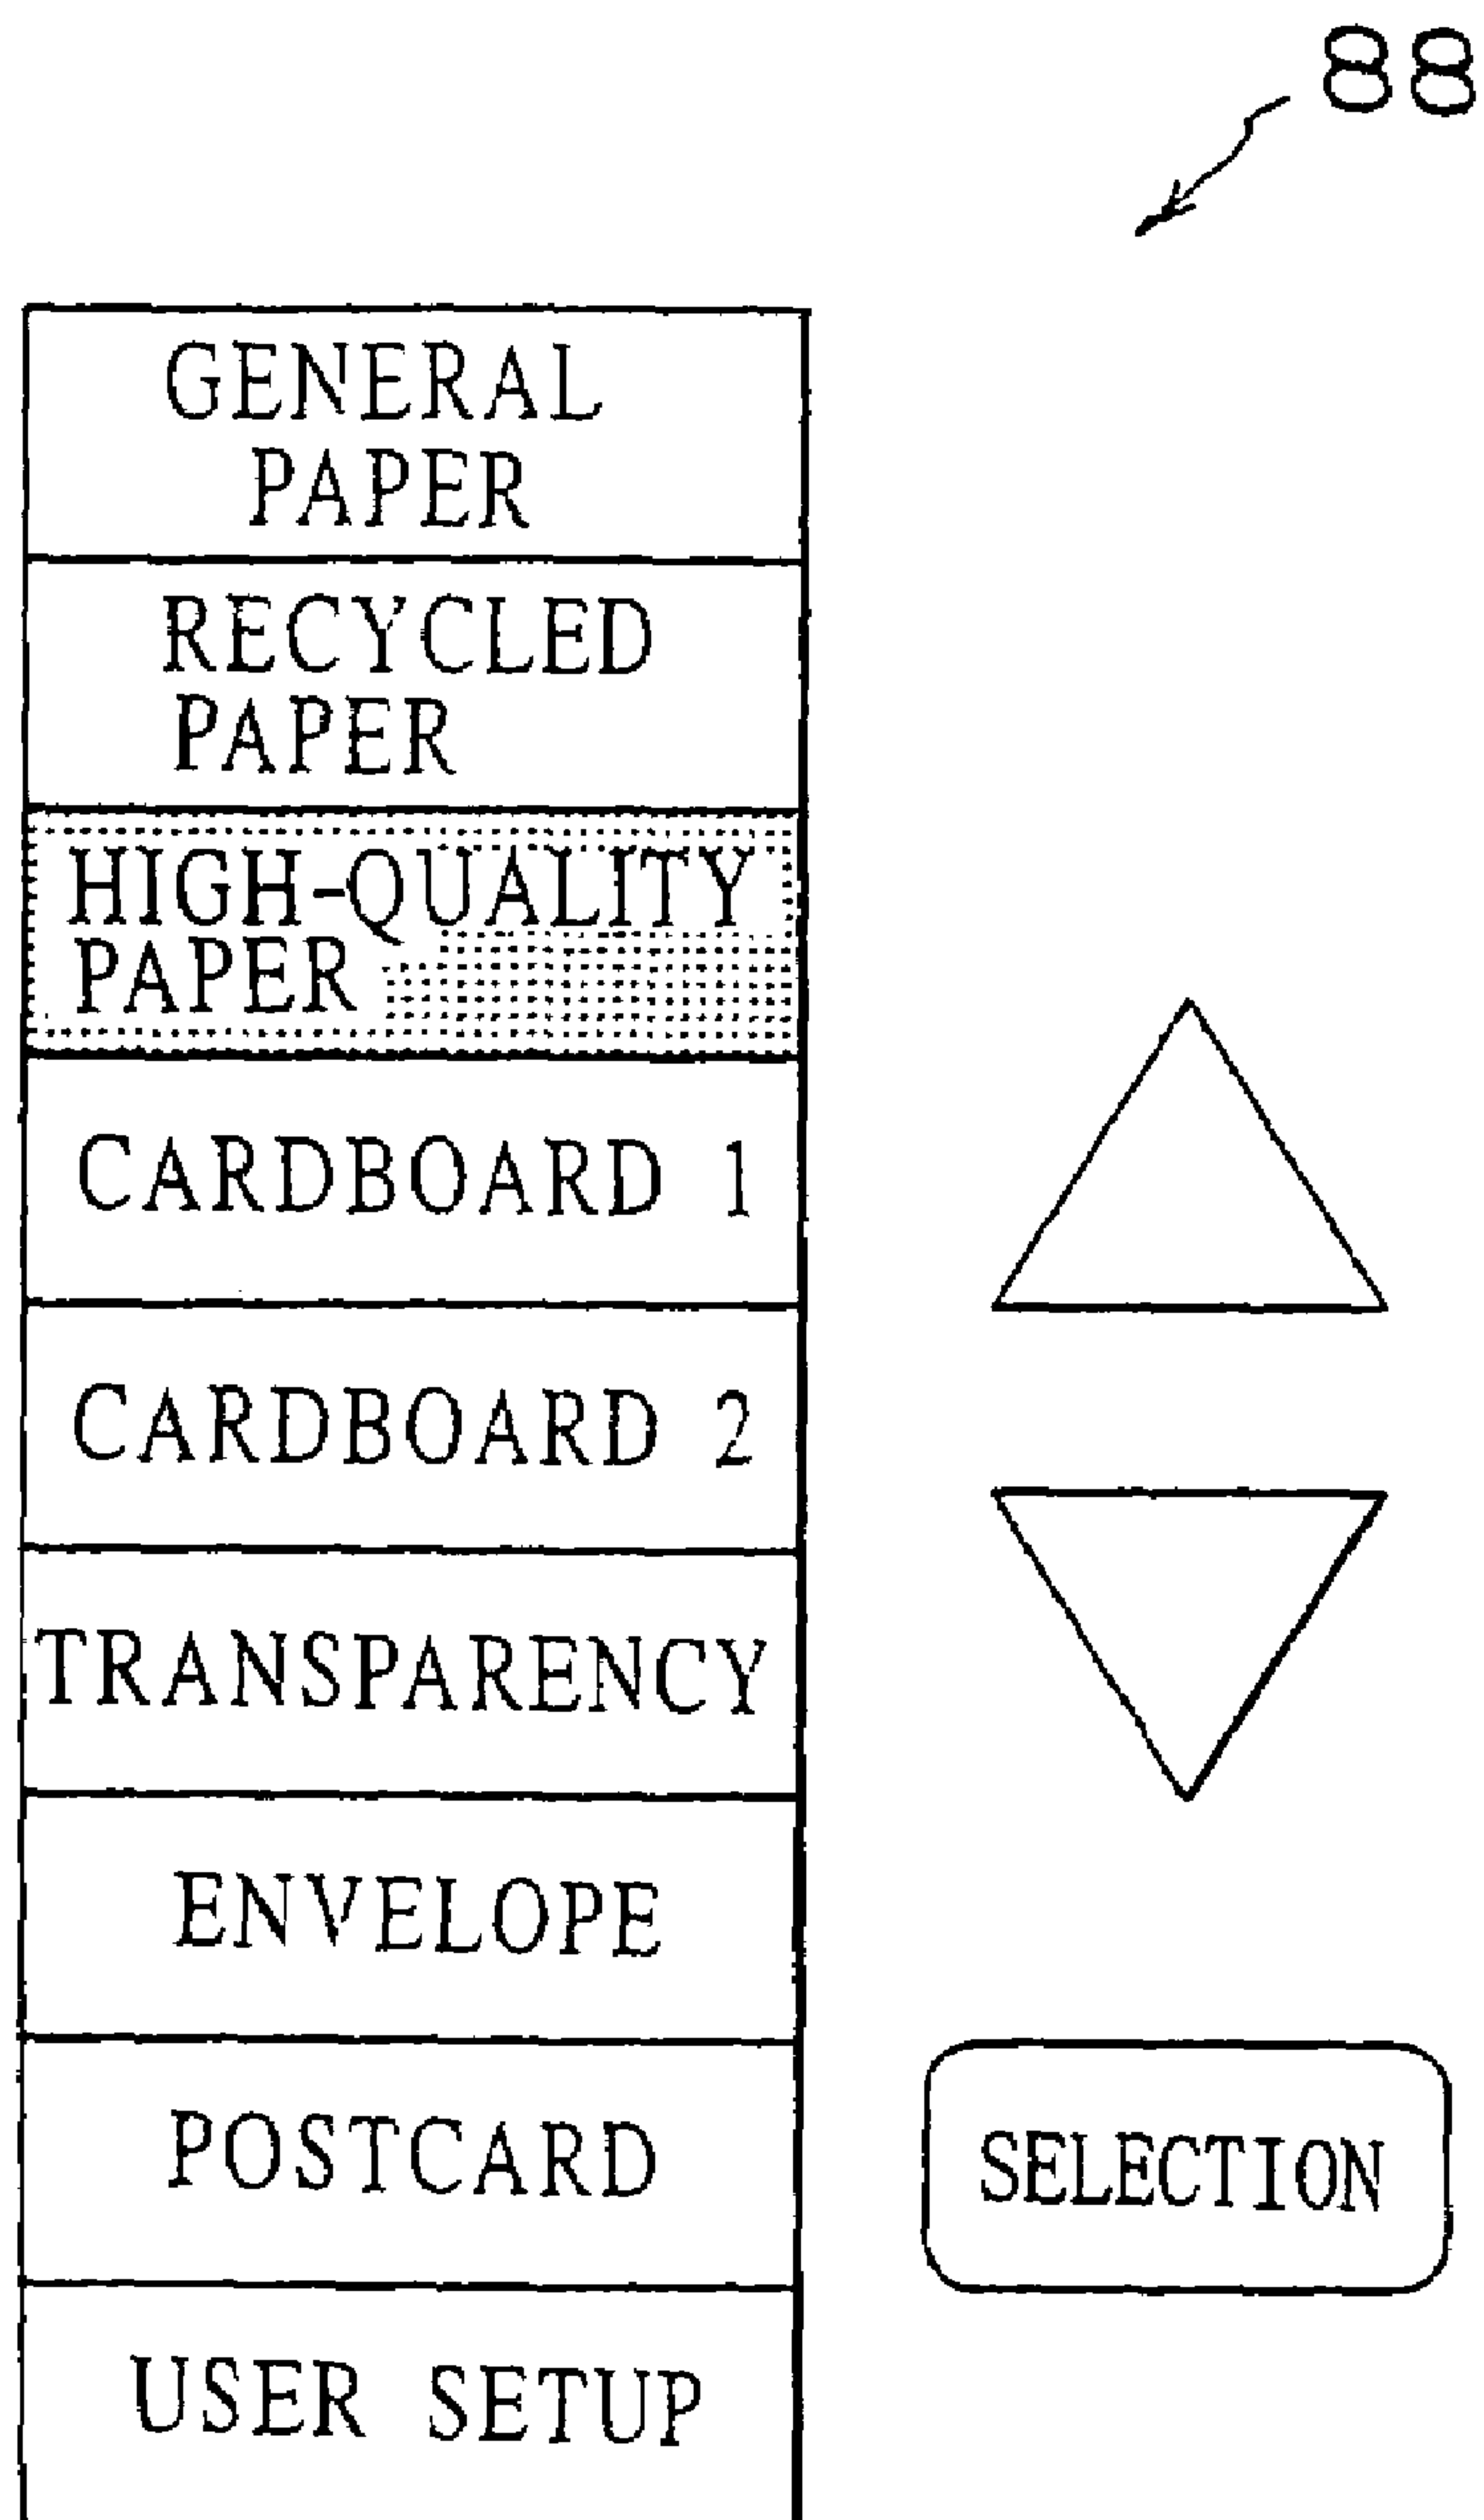 88
GENERAL
PAPER
RECYCLED
PAPER
HIGH-QUALITY
PAPER
CARDBOARD 1
CARDBOARD 2
TRANSPARENCY
ENVELOPE
POSTCARD
SELECTION
USER SETUP